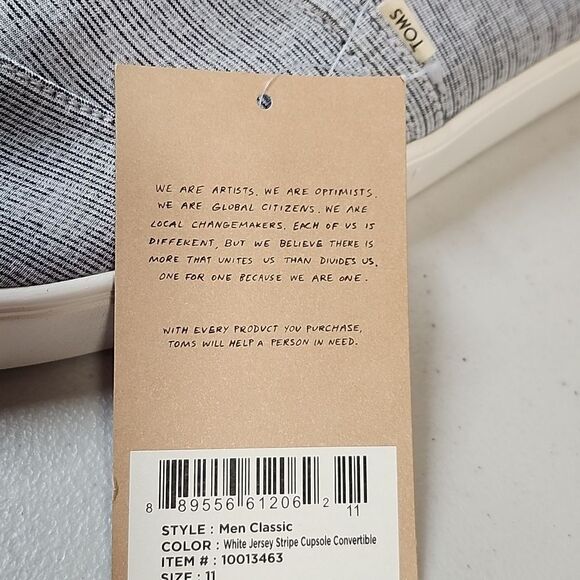 TOMS
WE ARE ARTISTS. WE ARE OPTIMISTS.
WE ARE GLOBAL CITIZENS. WE ARE
LOCAL CHANGEMAKERS. EACH OF US IS
DIFFERENT, BUT WE BELIEVE THERE IS
MORE THAT UNITES US THAN DIVIDES US.
ONE FOR ONE BECAUSE WE ARE ONE.
WITH EVERY PRODUCT YOU PURCHASE,
TOMS WILL HELP A PERSON IN NEED.
8 89556 61206 2 11
STYLE : Men Classic
COLOR : White Jersey Stripe Cupsole Convertible
ITEM # : 10013463
SIZE : 11